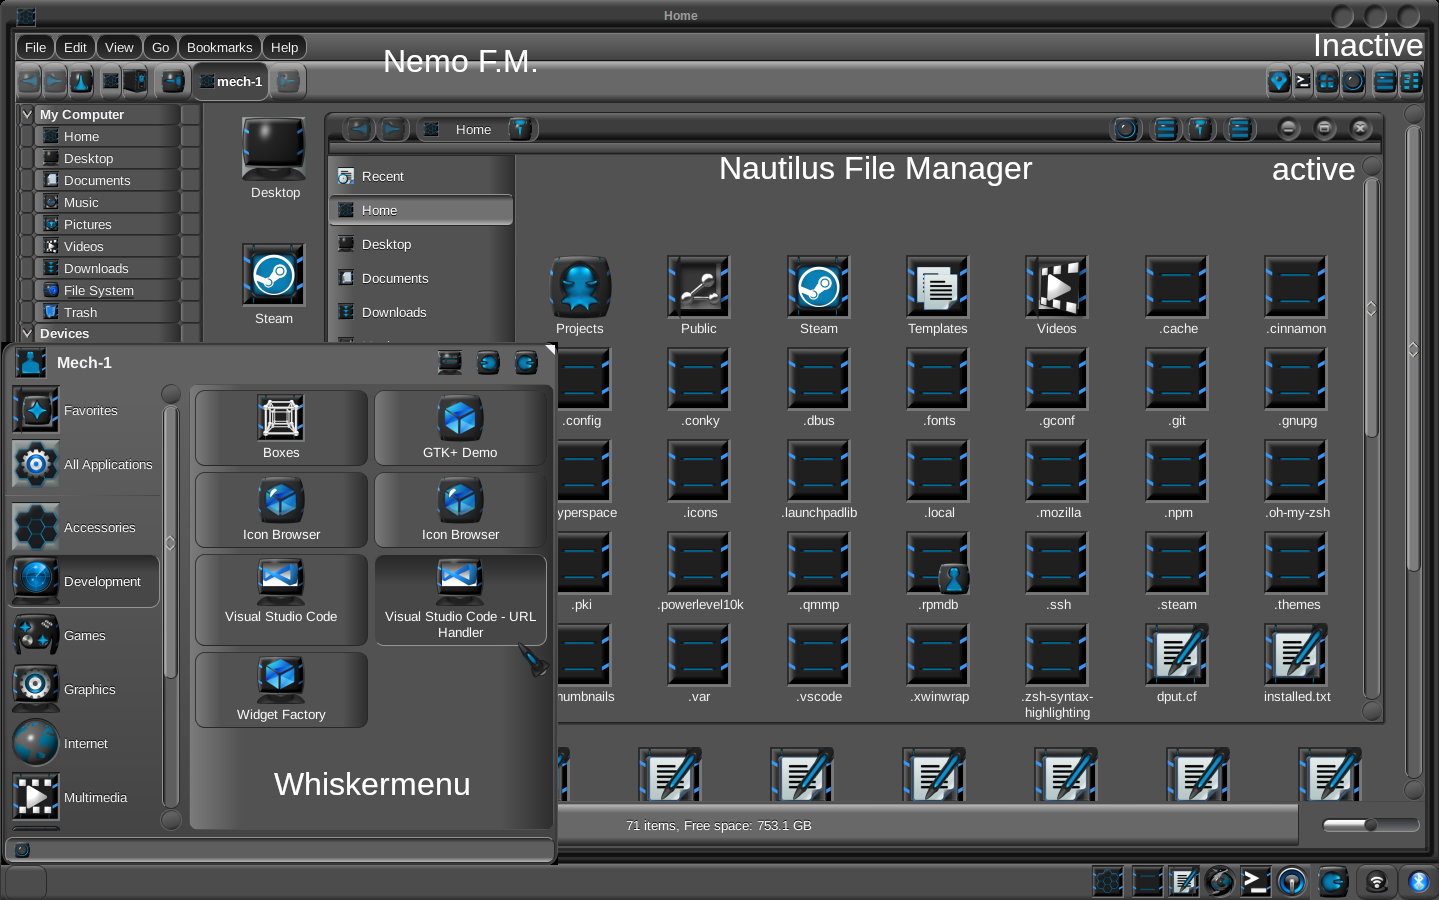 Home
File Edit View Go Bookmarks Help
Nemo F.M.
Inactive
mech-1
My Computer
Home
Desktop
Documents
Music
Pictures
Videos
Downloads
File System
Trash
Devices
Desktop
Steam
Home
Nautilus File Manager
active
Recent
Home
Desktop
Documents
Downloads
Projects Public Steam Templates Videos .cache .cinnamon
.config .conky .dbus .fonts .gconf .git .gnupg
yperspace .icons .launchpadlib .local .mozilla .npm .oh-my-zsh
.pki .powerlevel10k .qmmp .rpmdb .ssh .steam .themes
humbnails .var .vscode .xwinwrap .zsh-syntax- dput.cf installed.txt
highlighting
Mech-1
Favorites
All Applications
Accessories
Development
Games
Graphics
Internet
Multimedia
Boxes GTK+ Demo
Icon Browser Icon Browser
Visual Studio Code Visual Studio Code - URL
Handler
Widget Factory
Whiskermenu
71 items, Free space: 753.1 GB